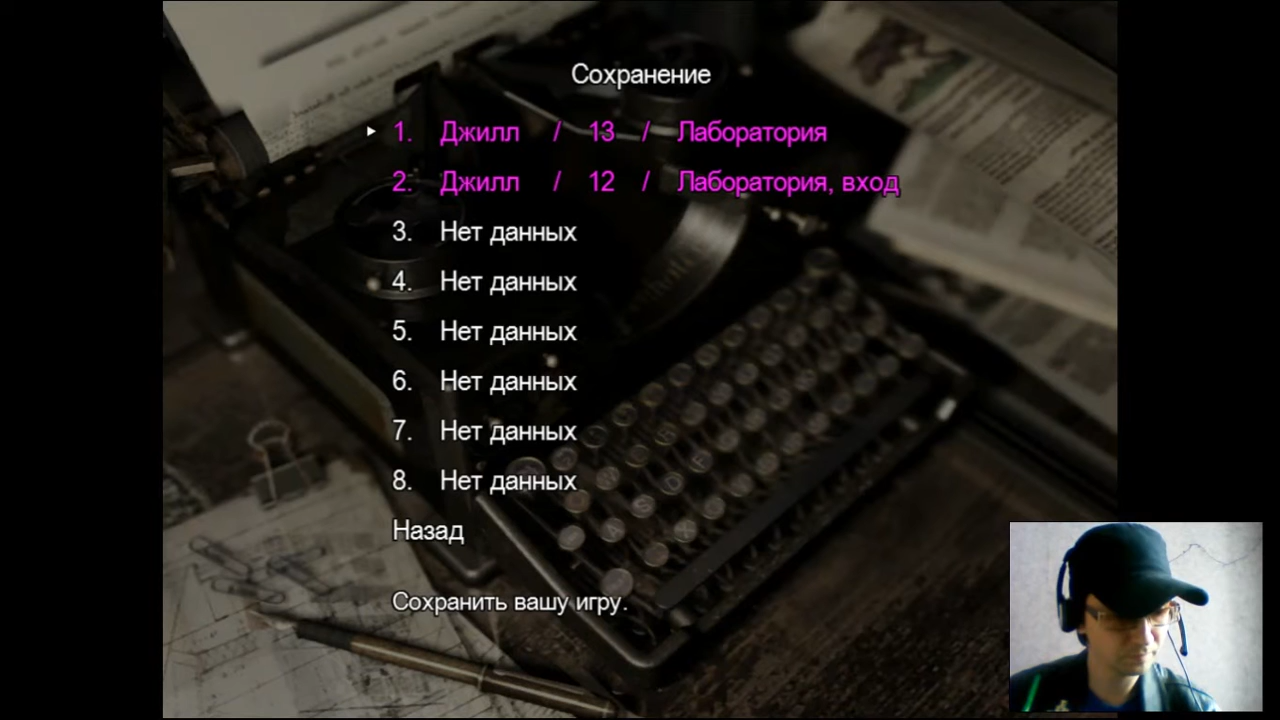 Сохранение
1. Джилл / 13 / Лаборатория
2. Джилл / 12 / Лаборатория, вход
3. Нет данных
4. Нет данных
5. Нет данных
6. Нет данных
7. Нет данных
8. Нет данных
Назад
Сохранить вашу игру.